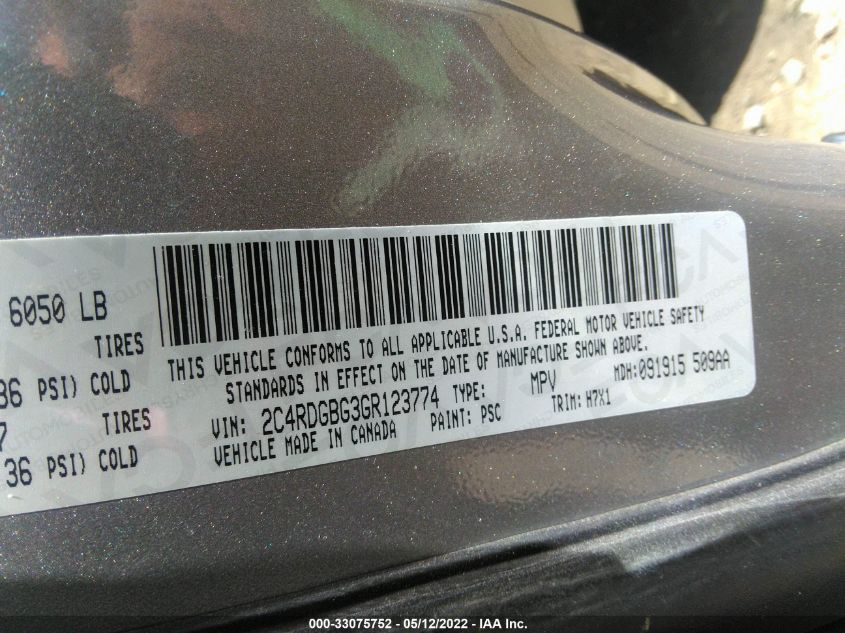 6050 LB
TIRES
36 PSI) COLD
7 TIRES
36 PSI) COLD
THIS VEHICLE CONFORMS TO ALL APPLICABLE U.S.A. FEDERAL MOTOR VEHICLE SAFETY
STANDARDS IN EFFECT ON THE DATE OF MANUFACTURE SHOWN ABOVE.
VIN: 2C4RDGBG3GR123774 TYPE: MPV MDH:091915 509AA
VEHICLE MADE IN CANADA PAINT: PSC TRIM: H7X1
000-33075752 — 05/12/2022 — IAA Inc.